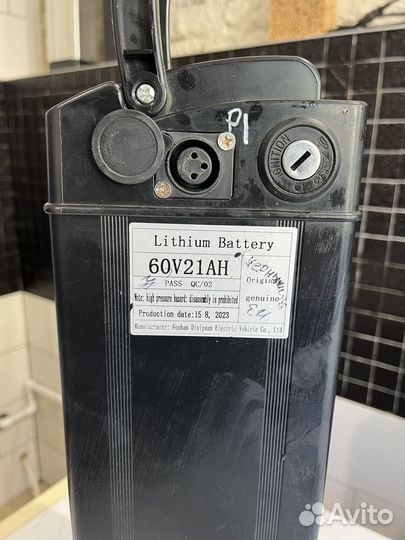 P1
IGNITION
Lithium Battery
60V21AH
PASS QC/02
Original
Note: high pressure hazard: disassembly is prohibited
genuine
Production date:15 8, 2023
Manufacturer: Foshan Disiyuan Electric Vehicle Co., Ltd
Avito